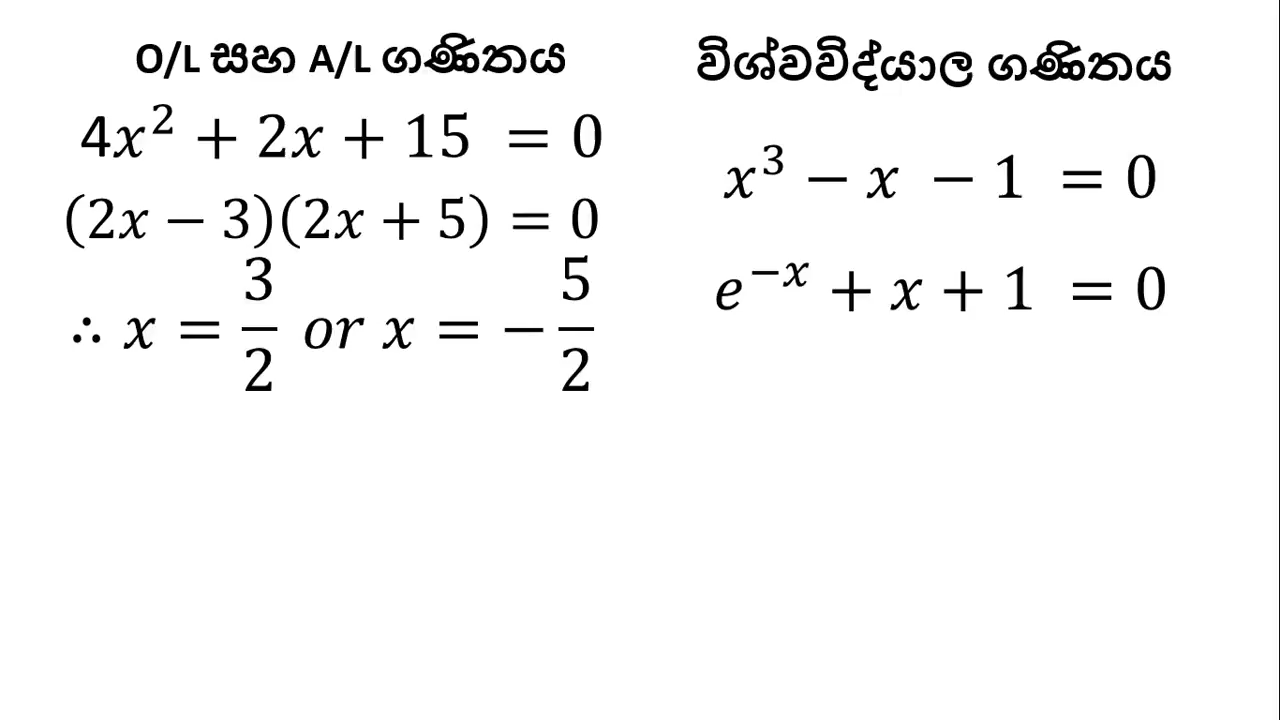 O/L සහ A/L ගණිතය
4x² + 2x + 15 = 0
(2x − 3)(2x + 5) = 0
∴ x = 3/2 or x = −5/2
විශ්වවිද්යාල ගණිතය
x³ − x − 1 = 0
e⁻ˣ + x + 1 = 0